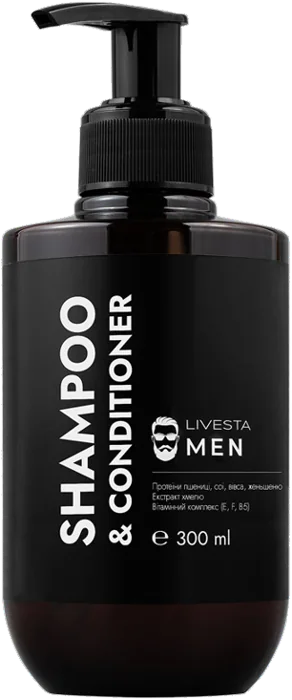 SHAMPOO
& CONDITIONER
LIVESTA
MEN
Протеїни пшениці, сої, вівса, женьшеню
Екстракт хмелю
Вітамінний комплекс (E, F, B5)
℮ 300 ml